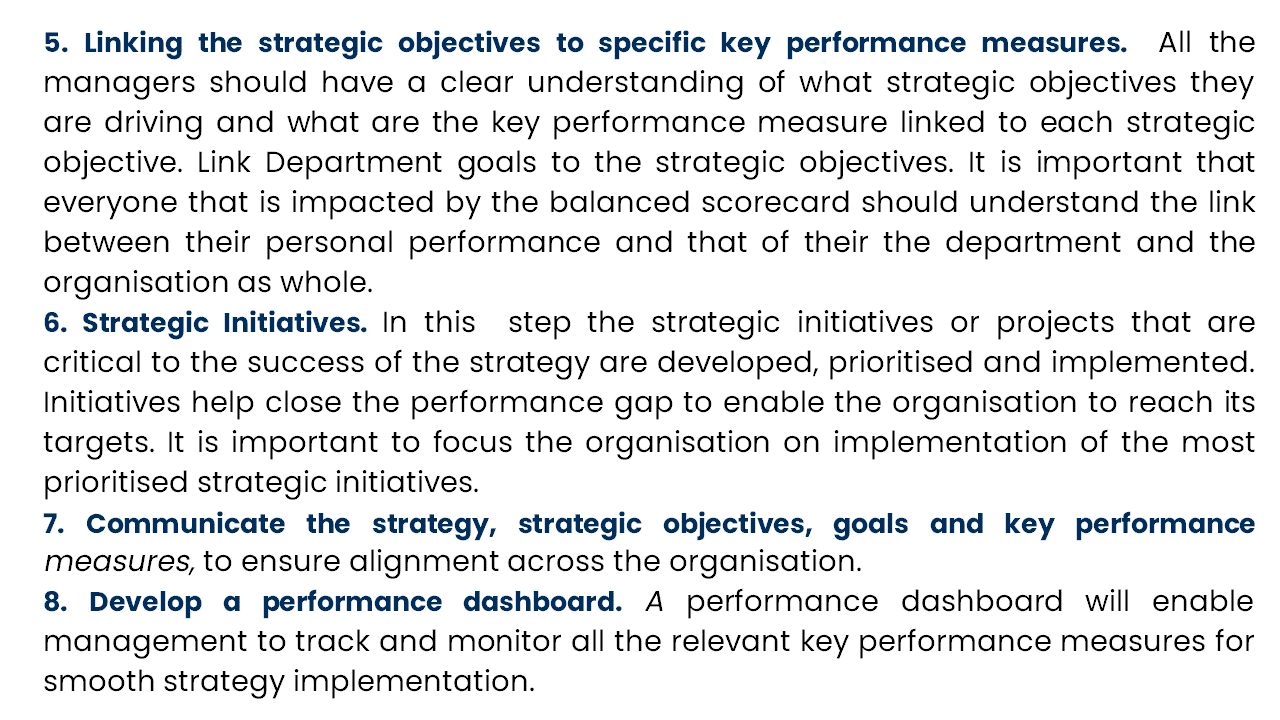 5. Linking the strategic objectives to specific key performance measures. All the
managers should have a clear understanding of what strategic objectives they
are driving and what are the key performance measure linked to each strategic
objective. Link Department goals to the strategic objectives. It is important that
everyone that is impacted by the balanced scorecard should understand the link
between their personal performance and that of their the department and the
organisation as whole.
6. Strategic Initiatives. In this step the strategic initiatives or projects that are
critical to the success of the strategy are developed, prioritised and implemented.
Initiatives help close the performance gap to enable the organisation to reach its
targets. It is important to focus the organisation on implementation of the most
prioritised strategic initiatives.
7. Communicate the strategy, strategic objectives, goals and key performance
measures, to ensure alignment across the organisation.
8. Develop a performance dashboard. A performance dashboard will enable
management to track and monitor all the relevant key performance measures for
smooth strategy implementation.